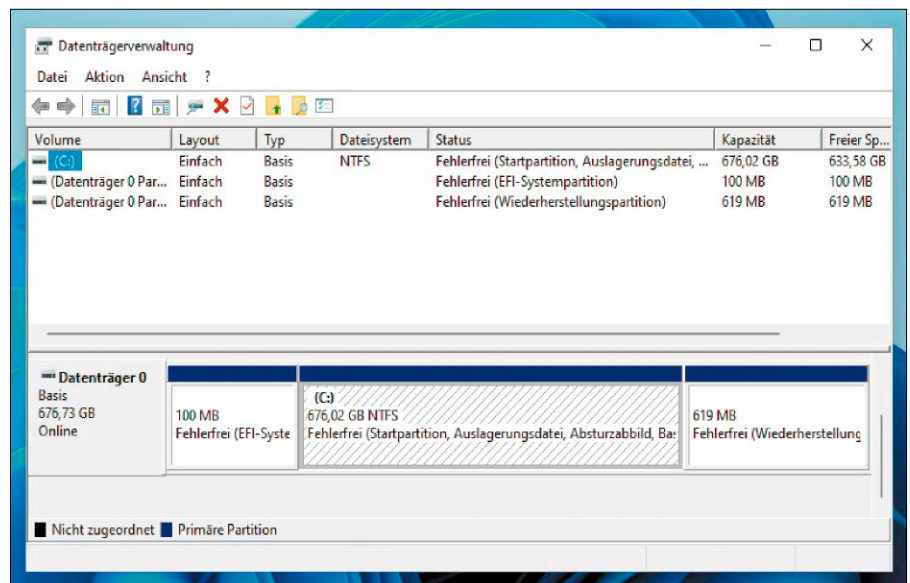 Datenträgerverwaltung
Datei Aktion Ansicht ?
Volume Layout Typ Dateisystem Status Kapazität Freier Sp...
(C:) Einfach Basis NTFS Fehlerfrei (Startpartition, Auslagerungsdatei, ... 676,02 GB 633,58 GB
(Datenträger 0 Par... Einfach Basis Fehlerfrei (EFI-Systempartition) 100 MB 100 MB
(Datenträger 0 Par... Einfach Basis Fehlerfrei (Wiederherstellungspartition) 619 MB 619 MB
Datenträger 0
Basis
676,73 GB
Online
100 MB
Fehlerfrei (EFI-Syste
(C:)
676,02 GB NTFS
Fehlerfrei (Startpartition, Auslagerungsdatei, Absturzabbild, Ba
619 MB
Fehlerfrei (Wiederherstellung
Nicht zugeordnet Primäre Partition